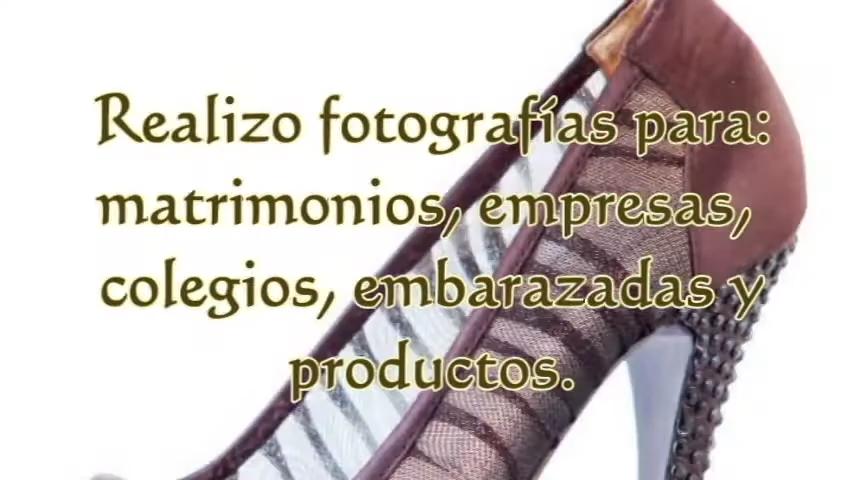 Realizo fotografías para:
matrimonios, empresas,
colegios, embarazadas y
productos.